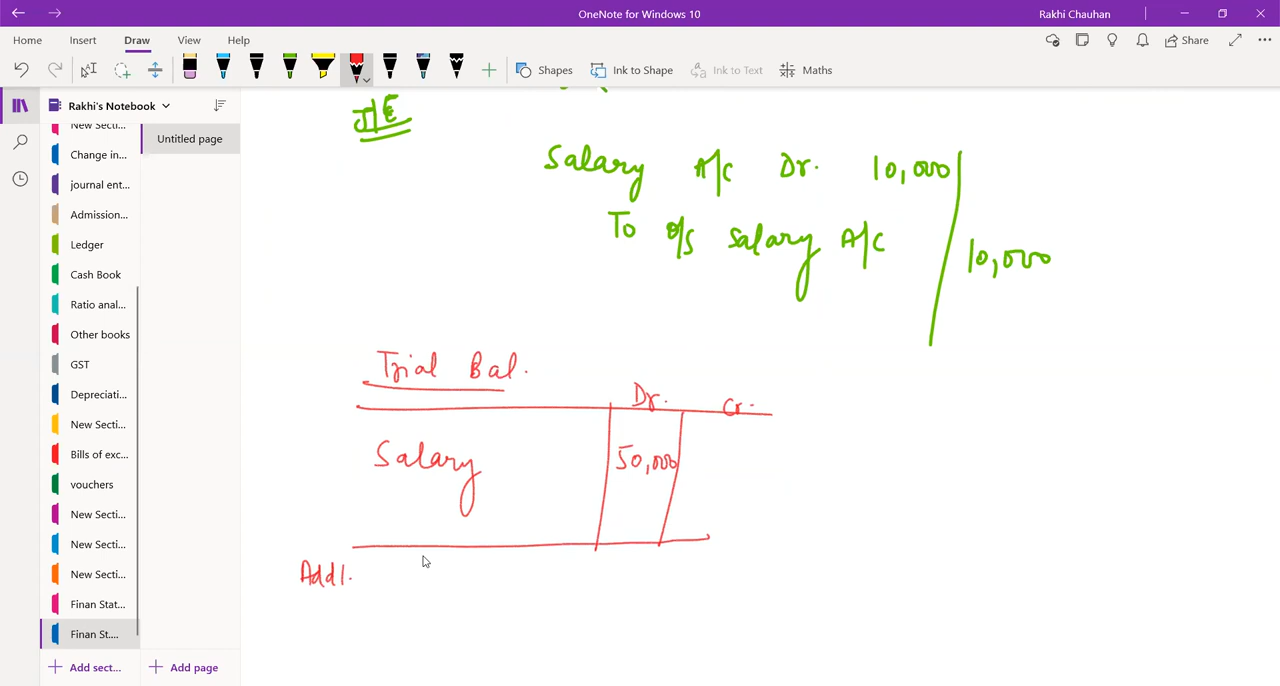 OneNote for Windows 10
Rakhi Chauhan
Home Insert Draw View Help
Share
Shapes Ink to Shape Ink to Text Maths
Rakhi's Notebook
Untitled page
New Secti...
Change in...
journal ent...
Admission...
Ledger
Cash Book
Ratio anal...
Other books
GST
Depreciati...
New Secti...
Bills of exc...
vouchers
New Secti...
New Secti...
New Secti...
Finan Stat...
Finan St....
Add sect...
Add page
J/E
Salary A/C Dr. 10,000
To o/s Salary A/C 10,000
Trial Bal.
Dr. Cr.
Salary 50,000
Addl.